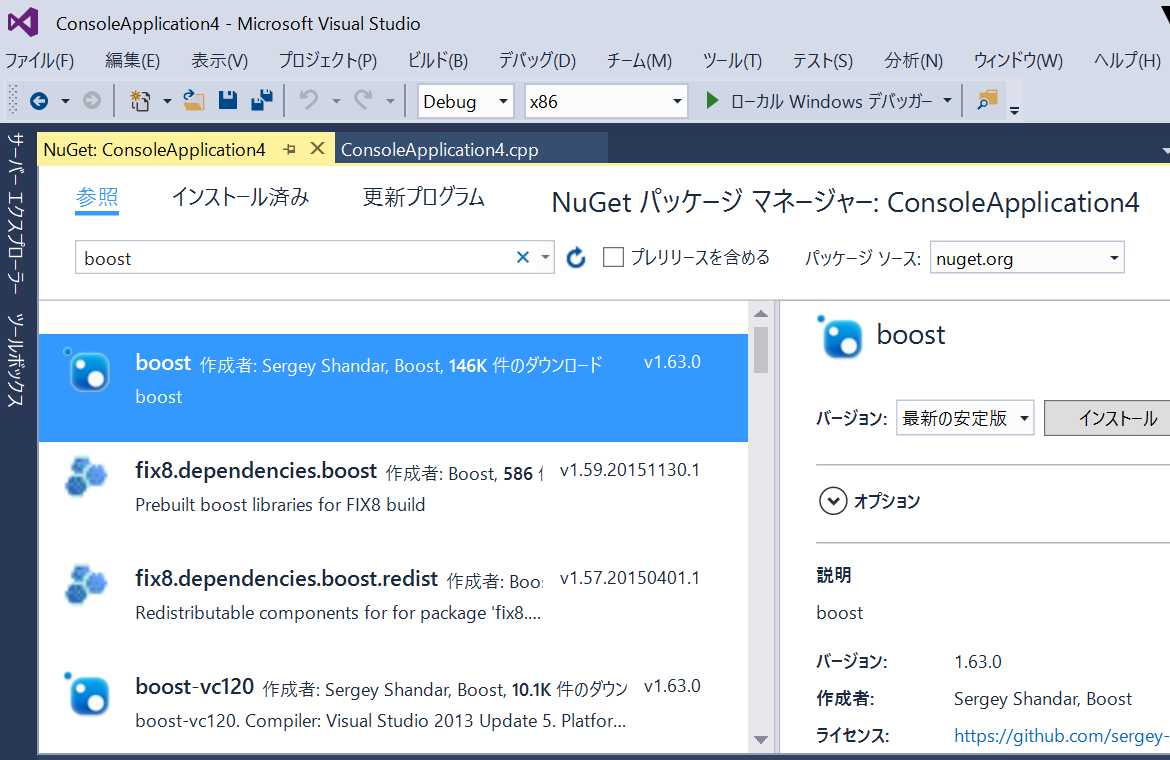 ConsoleApplication4 - Microsoft Visual Studio
ファイル(F) 編集(E) 表示(V) プロジェクト(P) ビルド(B) デバッグ(D) チーム(M) ツール(T) テスト(S) 分析(N) ウィンドウ(W) ヘルプ(H)
Debug x86 ローカル Windows デバッガー
サーバー エクスプローラー
ツールボックス
NuGet: ConsoleApplication4 ConsoleApplication4.cpp
参照 インストール済み 更新プログラム NuGet パッケージ マネージャー: ConsoleApplication4
boost プレリリースを含める パッケージ ソース: nuget.org
boost 作成者: Sergey Shandar, Boost, 146K 件のダウンロード v1.63.0
boost
fix8.dependencies.boost 作成者: Boost, 586 v1.59.20151130.1
Prebuilt boost libraries for FIX8 build
fix8.dependencies.boost.redist 作成者: Boo v1.57.20150401.1
Redistributable components for for package 'fix8....
boost-vc120 作成者: Sergey Shandar, Boost, 10.1K 件のダウン v1.63.0
boost-vc120. Compiler: Visual Studio 2013 Update 5. Platfor...
boost
バージョン: 最新の安定版 インストール
オプション
説明
boost
バージョン: 1.63.0
作成者: Sergey Shandar, Boost
ライセンス: https://github.com/sergey-